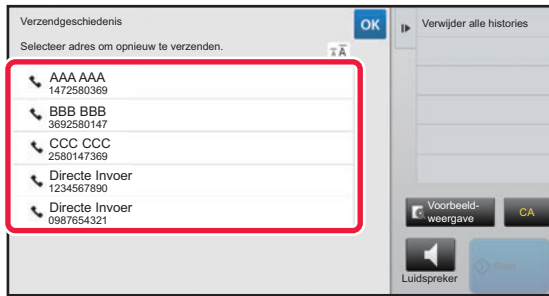 Verzendgeschiedenis
OK
Verwijder alle histories
Selecteer adres om opnieuw te verzenden.
AAA AAA
1472580369
BBB BBB
3692580147
CCC CCC
2580147369
Directe Invoer
1234567890
Directe Invoer
0987654321
Voorbeeld-
weergave
CA
Luidspreker
Start